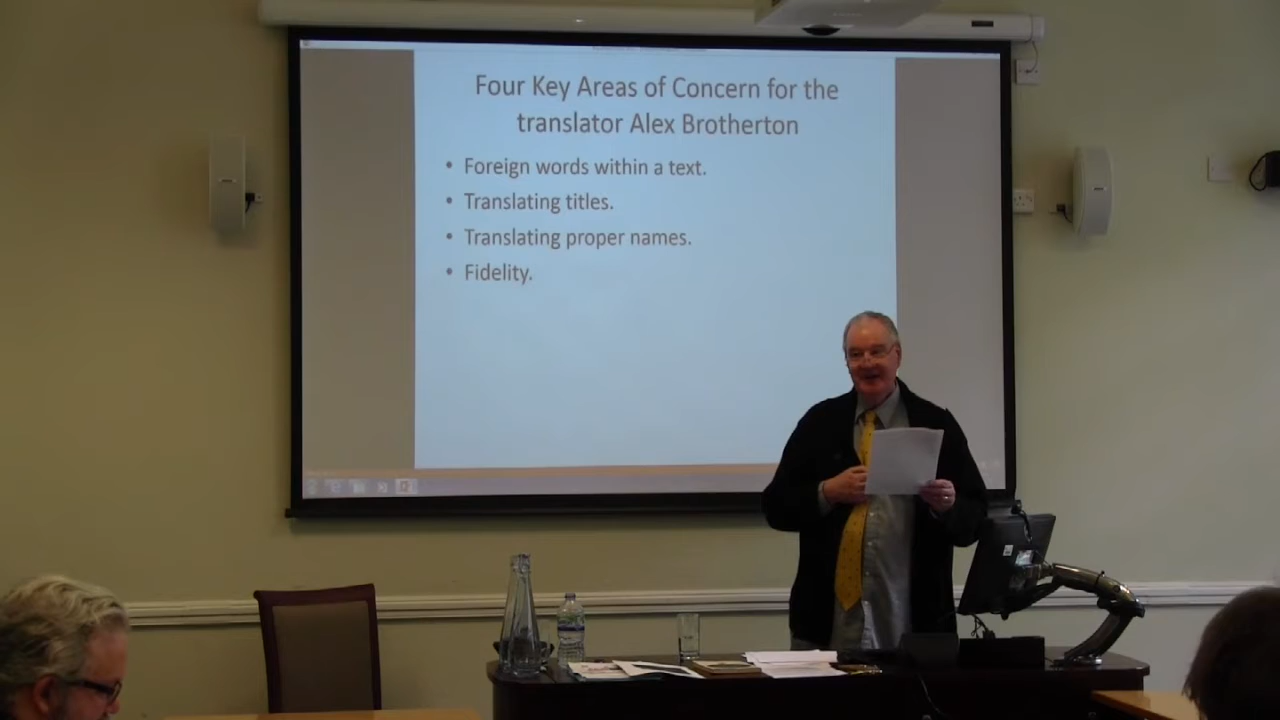 Four Key Areas of Concern for the
translator Alex Brotherton
• Foreign words within a text.
• Translating titles.
• Translating proper names.
• Fidelity.